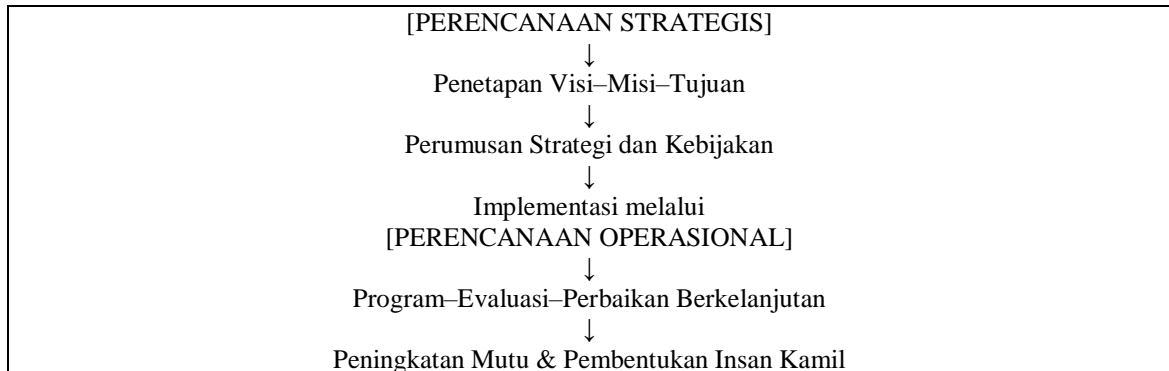 [PERENCANAAN STRATEGIS]
↓
Penetapan Visi–Misi–Tujuan
↓
Perumusan Strategi dan Kebijakan
↓
Implementasi melalui
[PERENCANAAN OPERASIONAL]
↓
Program–Evaluasi–Perbaikan Berkelanjutan
↓
Peningkatan Mutu & Pembentukan Insan Kamil